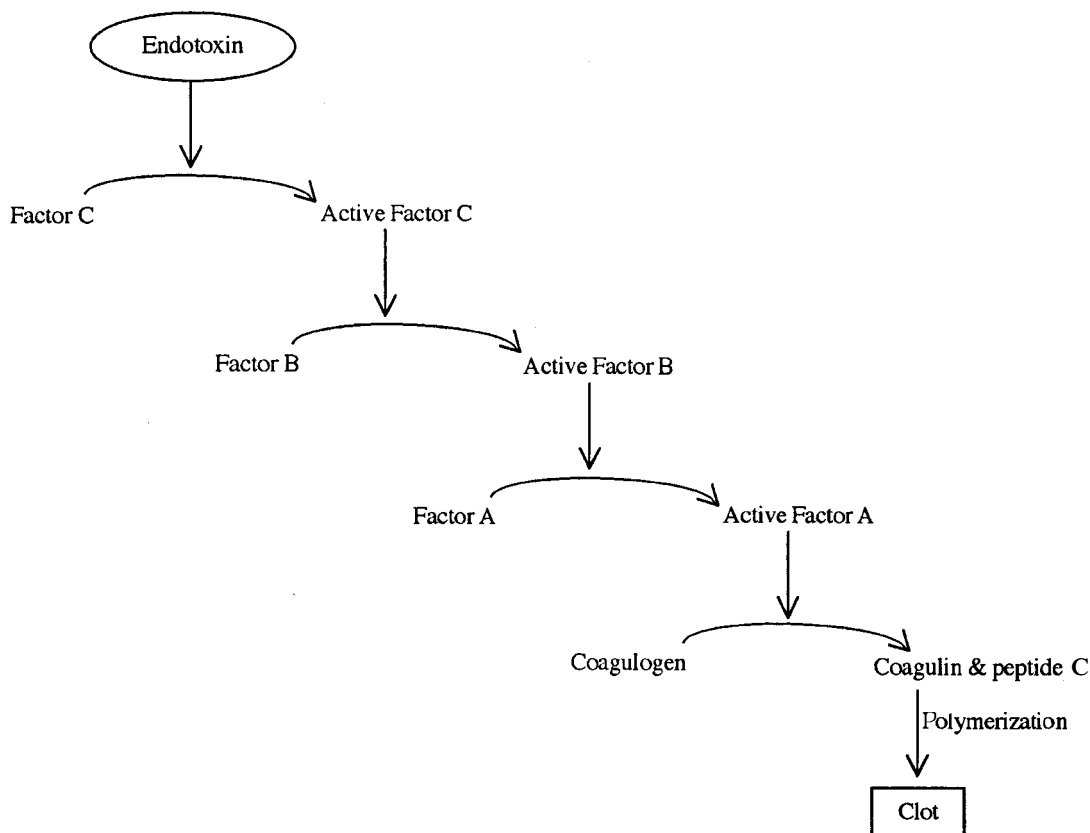 Endotoxin
Factor C
Active Factor C
Factor B
Active Factor B
Factor A
Active Factor A
Coagulogen
Coagulin & peptide C
Polymerization
Clot